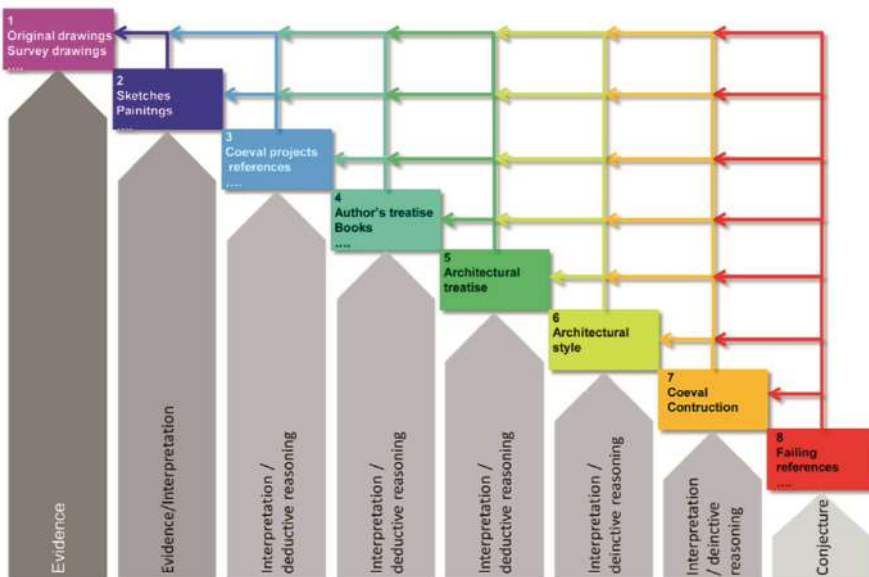 1
Original drawings
Survey drawings
....
2
Sketches
Painitngs
....
3
Coeval projects
references
....
4
Author's treatise
Books
....
5
Architectural
treatise
6
Architectural
style
7
Coeval
Contruction
8
Failing
references
....
Evidence
Evidence/Interpretation
Interpretation /
deductive reasoning
Interpretation /
deductive reasoning
Interpretation /
deductive reasoning
Interpretation /
deinctive reasoning
Interpretation
/ deinctive
reasoning
Conjecture